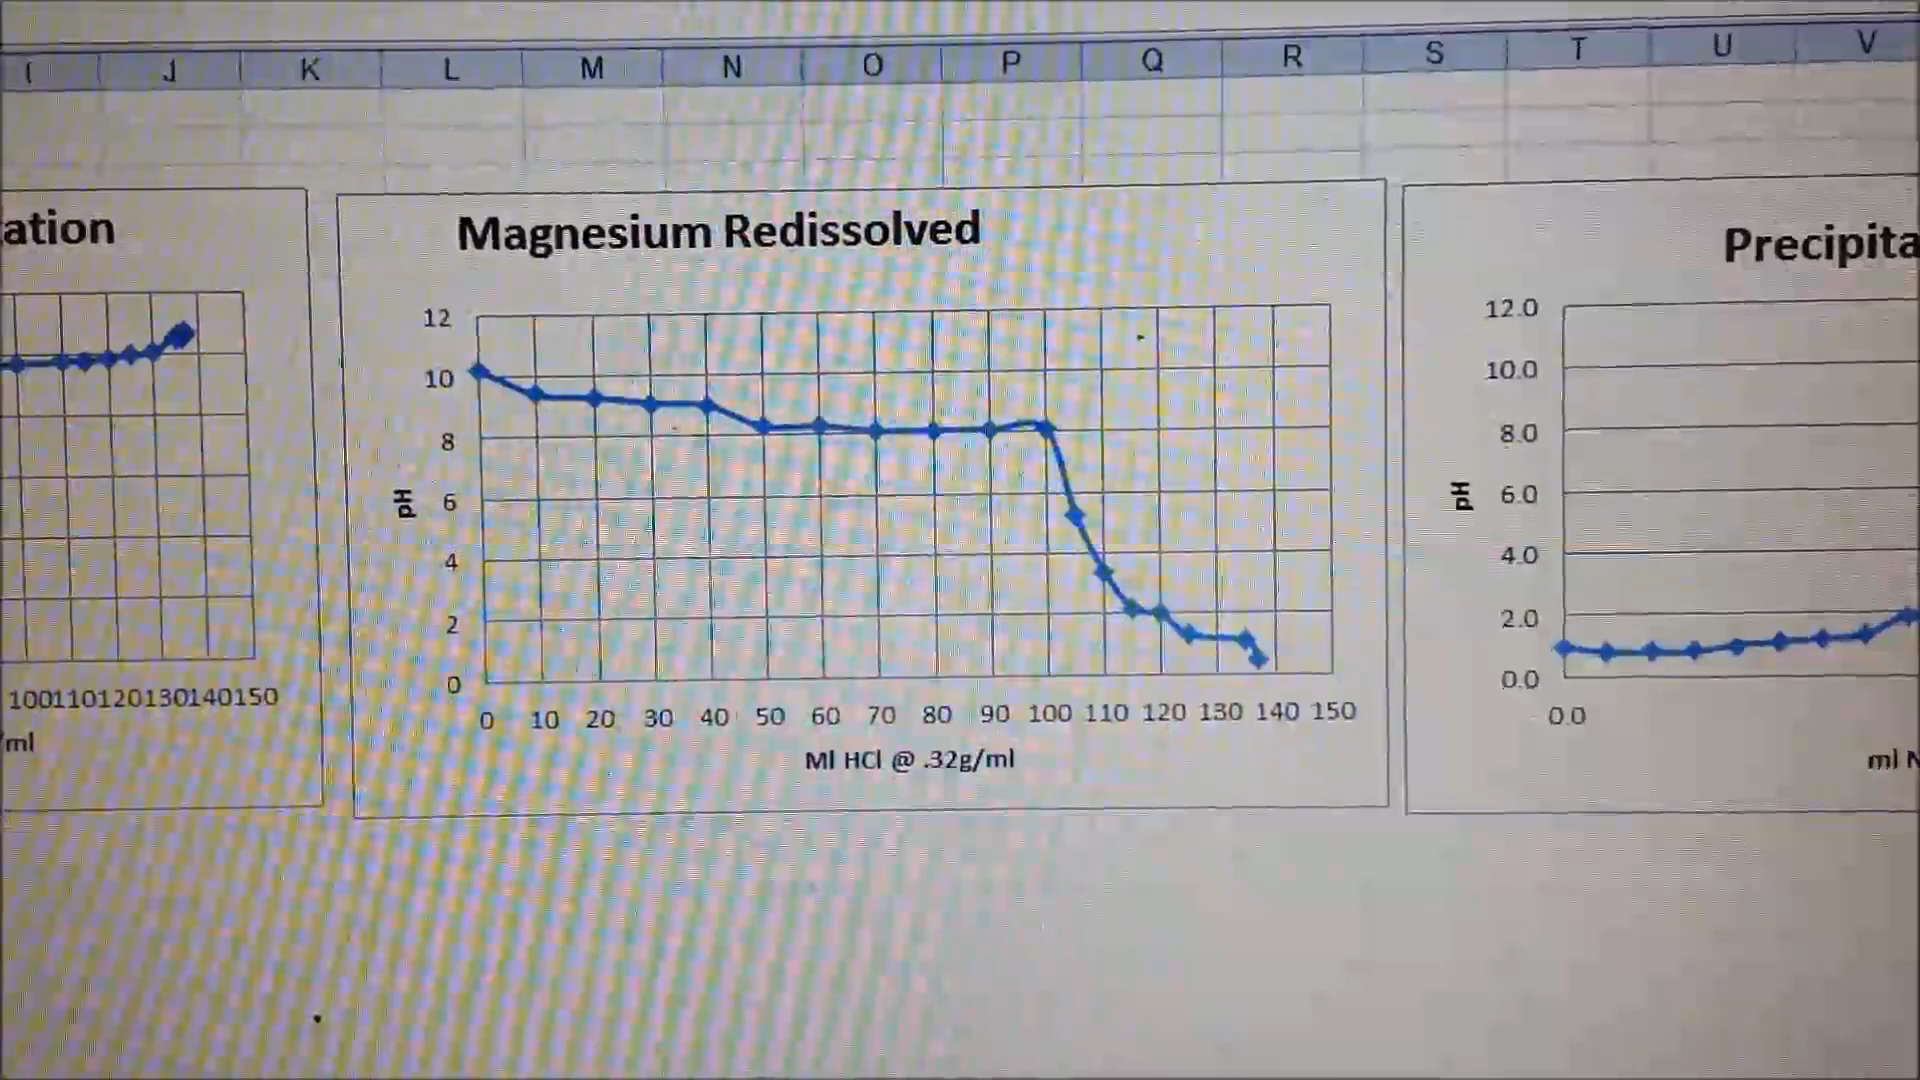 I J K L M N O P Q R S T U V
ation
100110120130140150
/ml
Magnesium Redissolved
12
10
8
6
4
2
0
pH
0 10 20 30 40 50 60 70 80 90 100 110 120 130 140 150
Ml HCl @ .32g/ml
Precipita
12.0
10.0
8.0
6.0
4.0
2.0
0.0
pH
0.0
ml N